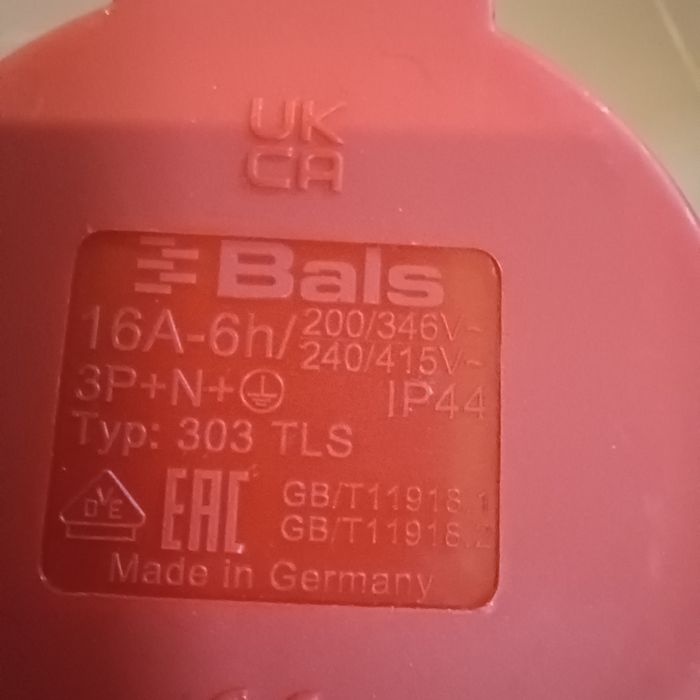 UK
CA
Bals
16A-6h/ 200/346V~
240/415V~
3P+N+ IP44
Typ: 303 TLS
VDE EAC GB/T11918.1
GB/T11918.2
Made in Germany